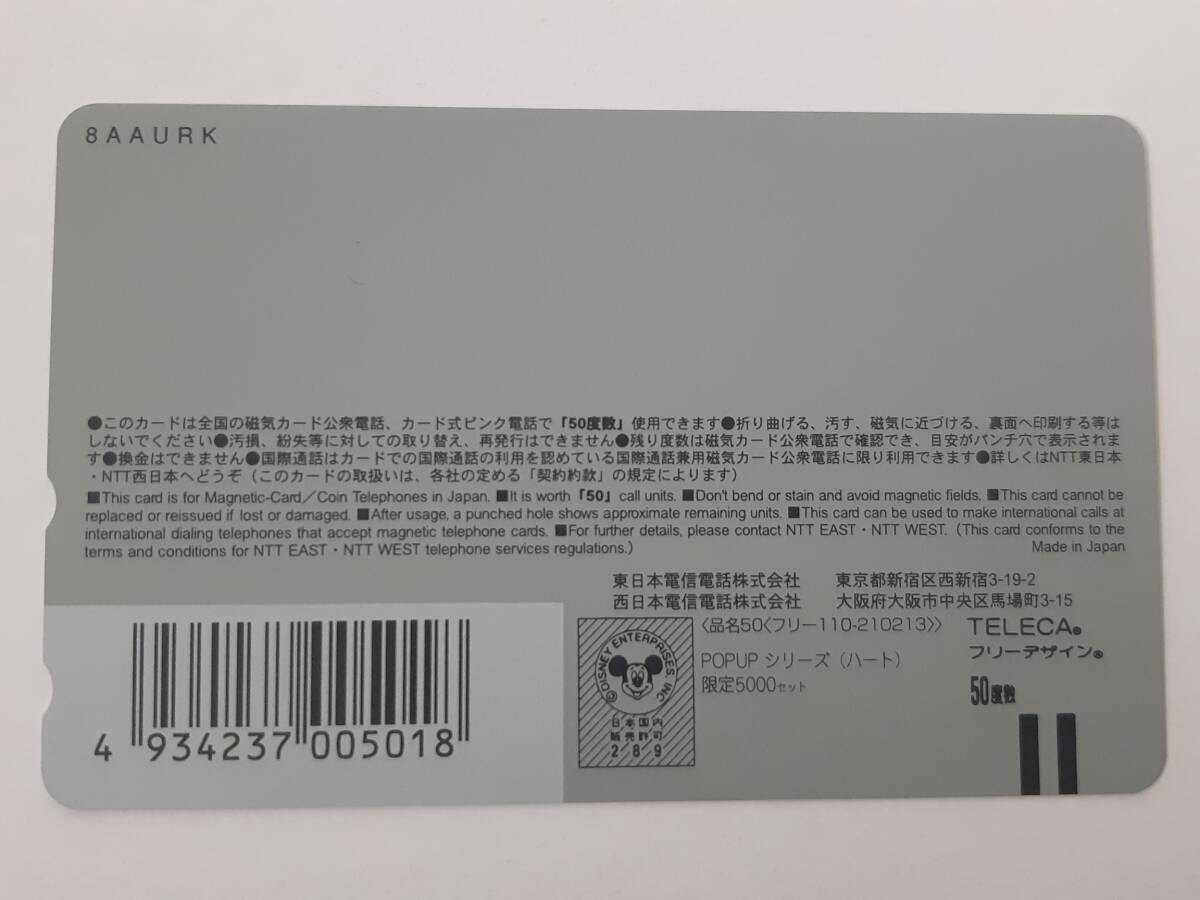 8AAURK
●このカードは全国の磁気カード公衆電話、カード式ピンク電話で「50度数」使用できます●折り曲げる、汚す、磁気に近づける、裏面へ印刷する等は
しないでください●汚損、紛失等に対しての取り替え、再発行はできません●残り度数は磁気カード公衆電話で確認でき、目安がパンチ穴で表示されま
す●換金はできません●国際通話はカードでの国際通話の利用を認めている国際通話兼用磁気カード公衆電話に限り利用できます●詳しくはNTT東日本
・NTT西日本へどうぞ（このカードの取扱いは、各社の定める「契約約款」の規定によります）
■This card is for Magnetic-Card／Coin Telephones in Japan. ■It is worth「50」call units. ■Don't bend or stain and avoid magnetic fields. ■This card cannot be
replaced or reissued if lost or damaged. ■After usage, a punched hole shows approximate remaining units. ■This card can be used to make international calls at
international dialing telephones that accept magnetic telephone cards. ■For further details, please contact NTT EAST・NTT WEST.（This card conforms to the
terms and conditions for NTT EAST・NTT WEST telephone services regulations.） Made in Japan
東日本電信電話株式会社 東京都新宿区西新宿3-19-2
西日本電信電話株式会社 大阪府大阪市中央区馬場町3-15
〈品名50〈フリー110-210213〉〉
POPUP シリーズ（ハート）
限定5000セット
TELECA®
フリーデザイン®
50度数
©DISNEY ENTERPRISES, INC
日本国内
販売許可
289
4 934237 005018